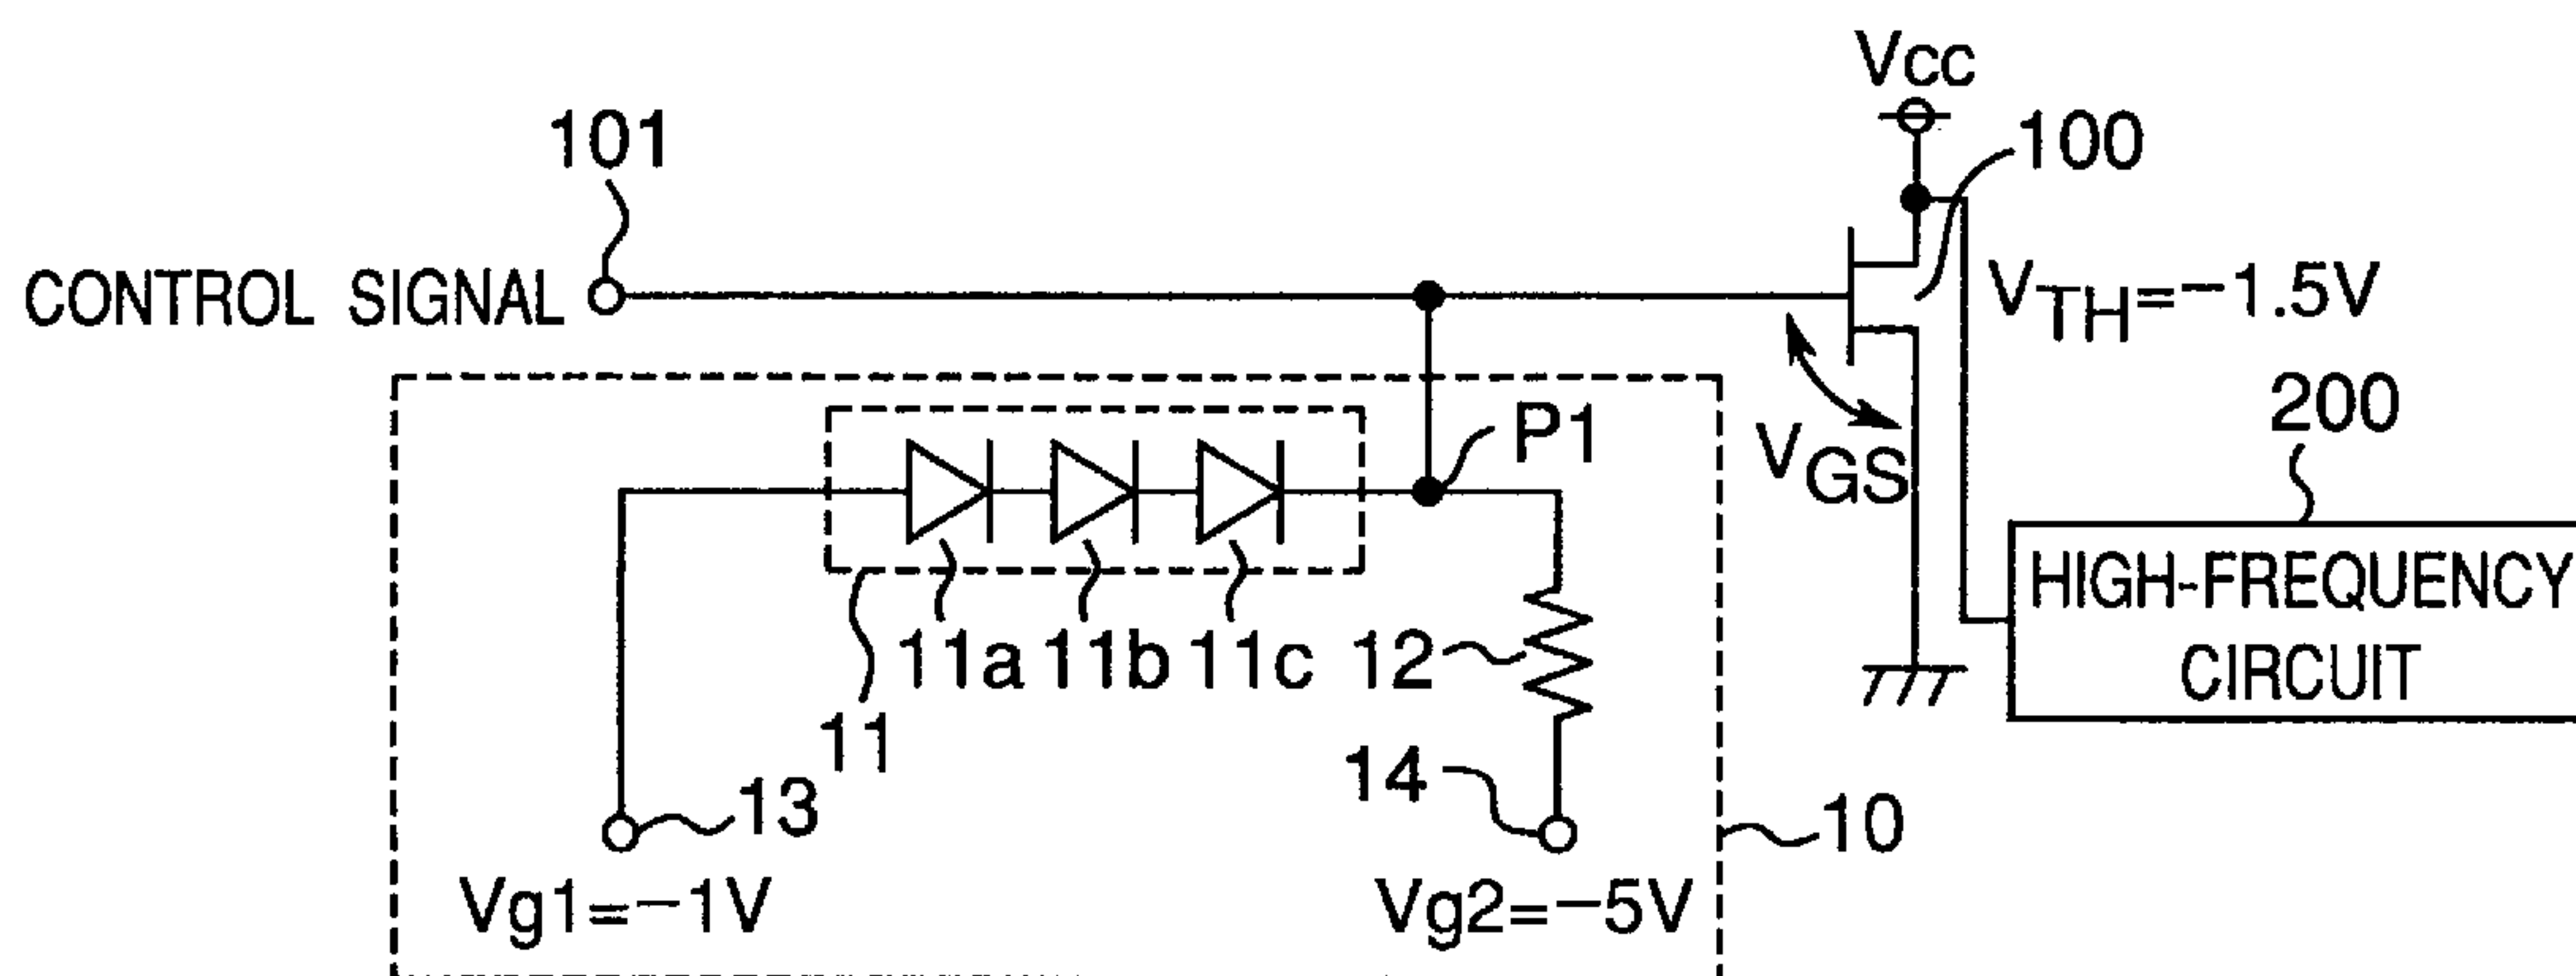 Vcc
101
100
CONTROL SIGNAL
VTH=−1.5V
200
P1
VGS
HIGH-FREQUENCY
CIRCUIT
11a 11b 11c 12
11
14
13
10
Vg1=−1V
Vg2=−5V